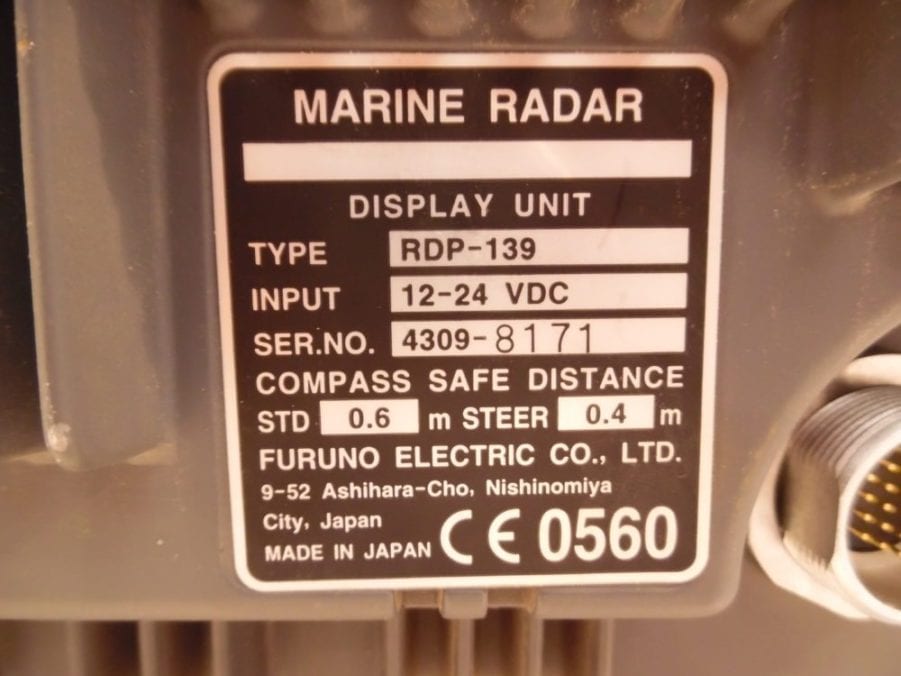 MARINE RADAR
DISPLAY UNIT
TYPE RDP-139
INPUT 12-24 VDC
SER.NO. 4309-8171
COMPASS SAFE DISTANCE
STD 0.6 m STEER 0.4 m
FURUNO ELECTRIC CO., LTD.
9-52 Ashihara-Cho, Nishinomiya
City, Japan
MADE IN JAPAN CE 0560